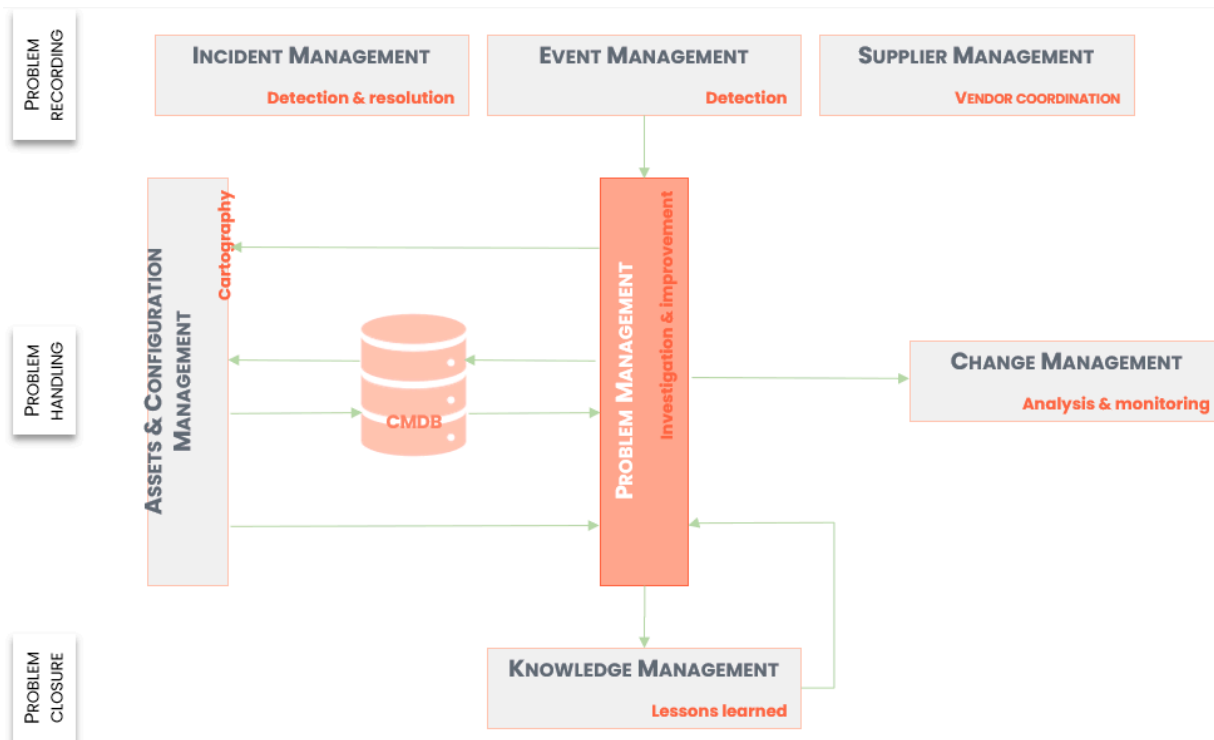 PROBLEM
RECORDING
INCIDENT MANAGEMENT
Detection & resolution
EVENT MANAGEMENT
Detection
SUPPLIER MANAGEMENT
VENDOR COORDINATION
PROBLEM
HANDLING
ASSETS & CONFIGURATION
MANAGEMENT
Cartography
CMDB
PROBLEM MANAGEMENT
Investigation & improvement
CHANGE MANAGEMENT
Analysis & monitoring
PROBLEM
CLOSURE
KNOWLEDGE MANAGEMENT
Lessons learned